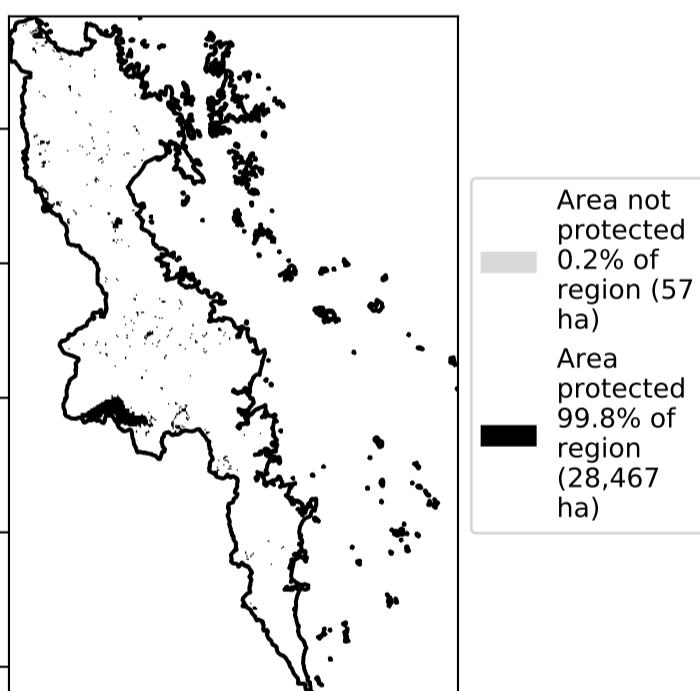 Area not
protected
0.2% of
region (57
ha)
Area
protected
99.8% of
region
(28,467
ha)